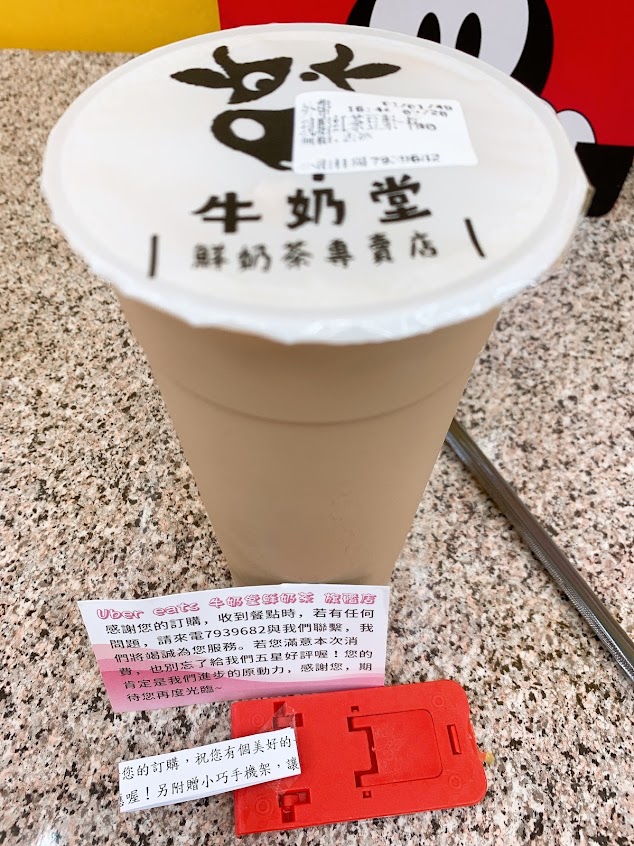 牛奶堂
鮮奶茶專賣店
Uber eats 牛奶堂鮮奶茶 旗艦店
感謝您的訂購，收到餐點時，若有任何
問題，請來電7939682與我們聯繫，我
們將竭誠為您服務。若您滿意本次消
費，也別忘了給我們五星好評喔！您的
肯定是我們進步的原動力，感謝您，期
待您再度光臨~
您的訂購，祝您有個美好的
喔！另附贈小巧手機架，讓